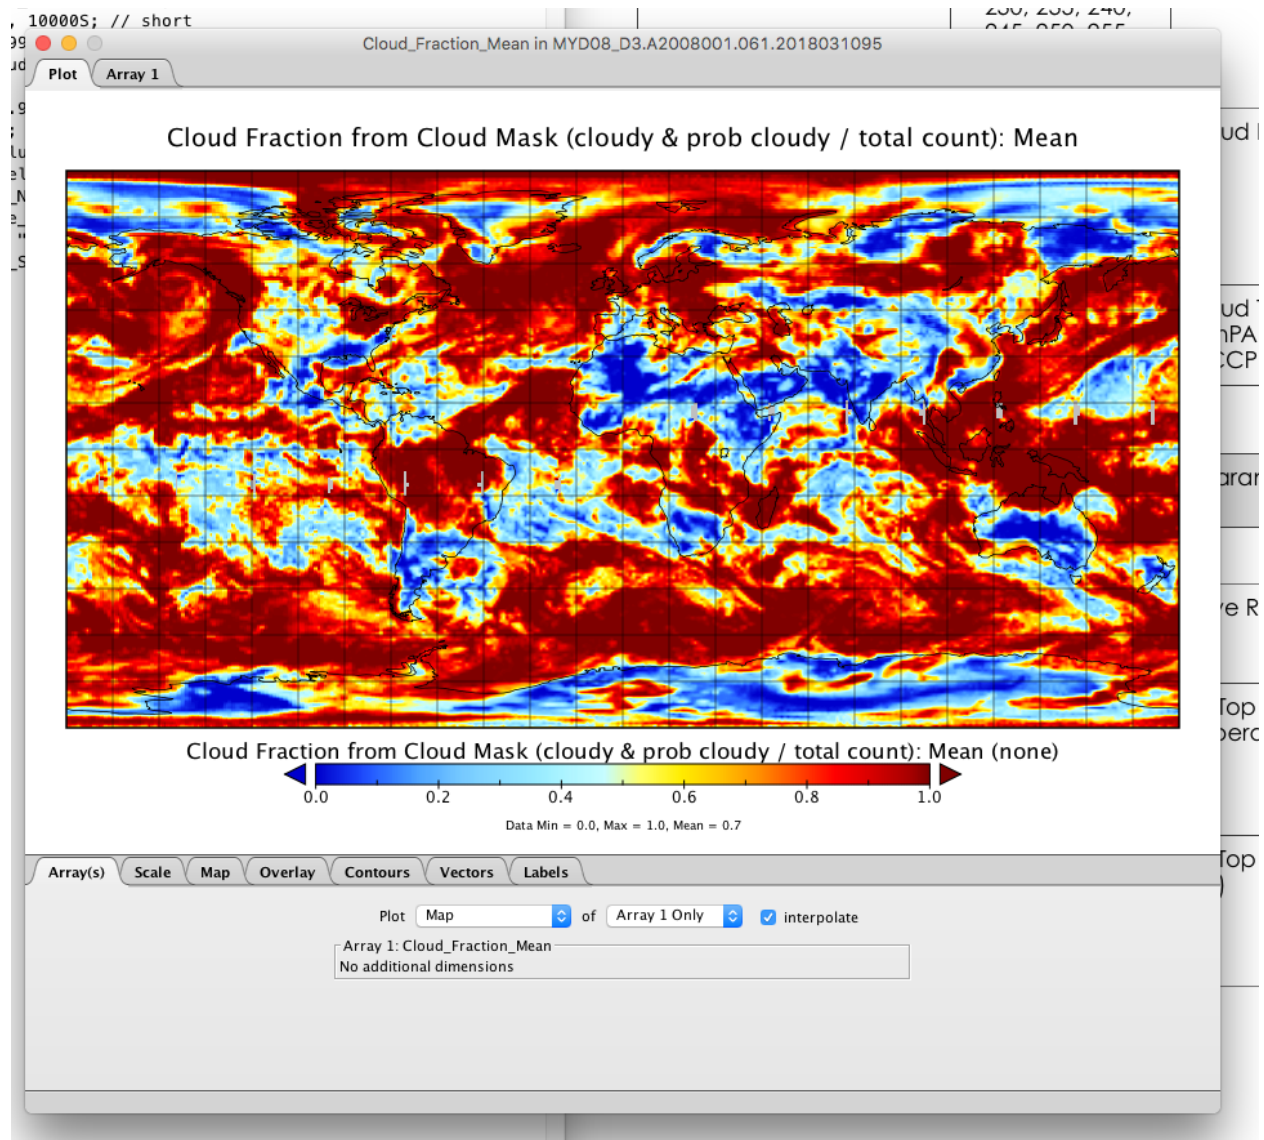 10000S; // short
Cloud_Fraction_Mean in MYD08_D3.A2008001.061.2018031095
Plot
Array 1
Cloud Fraction from Cloud Mask (cloudy & prob cloudy / total count): Mean
Cloud Fraction from Cloud Mask (cloudy & prob cloudy / total count): Mean (none)
0.0 0.2 0.4 0.6 0.8 1.0
Data Min = 0.0, Max = 1.0, Mean = 0.7
Array(s) Scale Map Overlay Contours Vectors Labels
Plot Map of Array 1 Only interpolate
Array 1: Cloud_Fraction_Mean
No additional dimensions